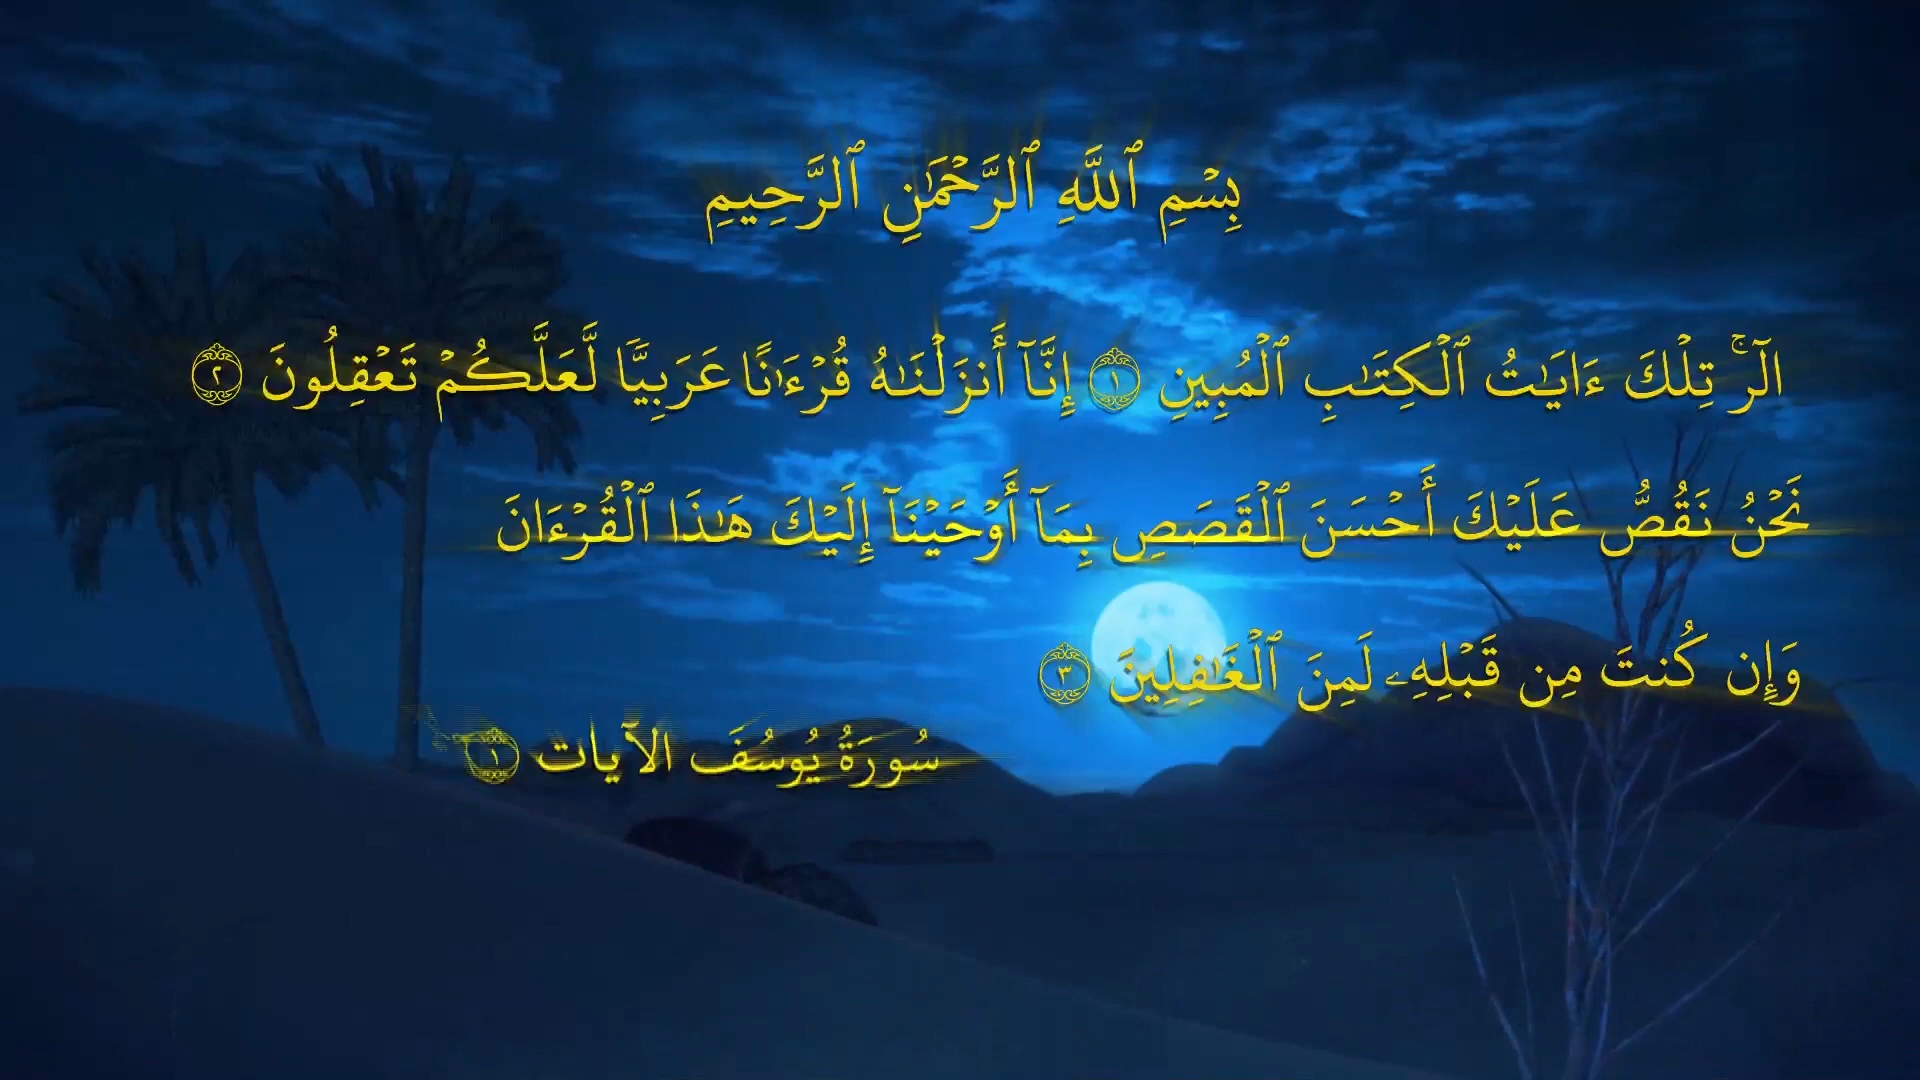 بِسْمِ ٱللَّهِ ٱلرَّحْمَٰنِ ٱلرَّحِيمِ
الٓرۚ تِلْكَ ءَايَٰتُ ٱلْكِتَٰبِ ٱلْمُبِينِ ١ إِنَّآ أَنزَلْنَٰهُ قُرْءَٰنًا عَرَبِيًّا لَّعَلَّكُمْ تَعْقِلُونَ ٢
نَحْنُ نَقُصُّ عَلَيْكَ أَحْسَنَ ٱلْقَصَصِ بِمَآ أَوْحَيْنَآ إِلَيْكَ هَٰذَا ٱلْقُرْءَانَ
وَإِن كُنتَ مِن قَبْلِهِۦ لَمِنَ ٱلْغَٰفِلِينَ ٣
سُورَةُ يُوسُفَ الآيات ١